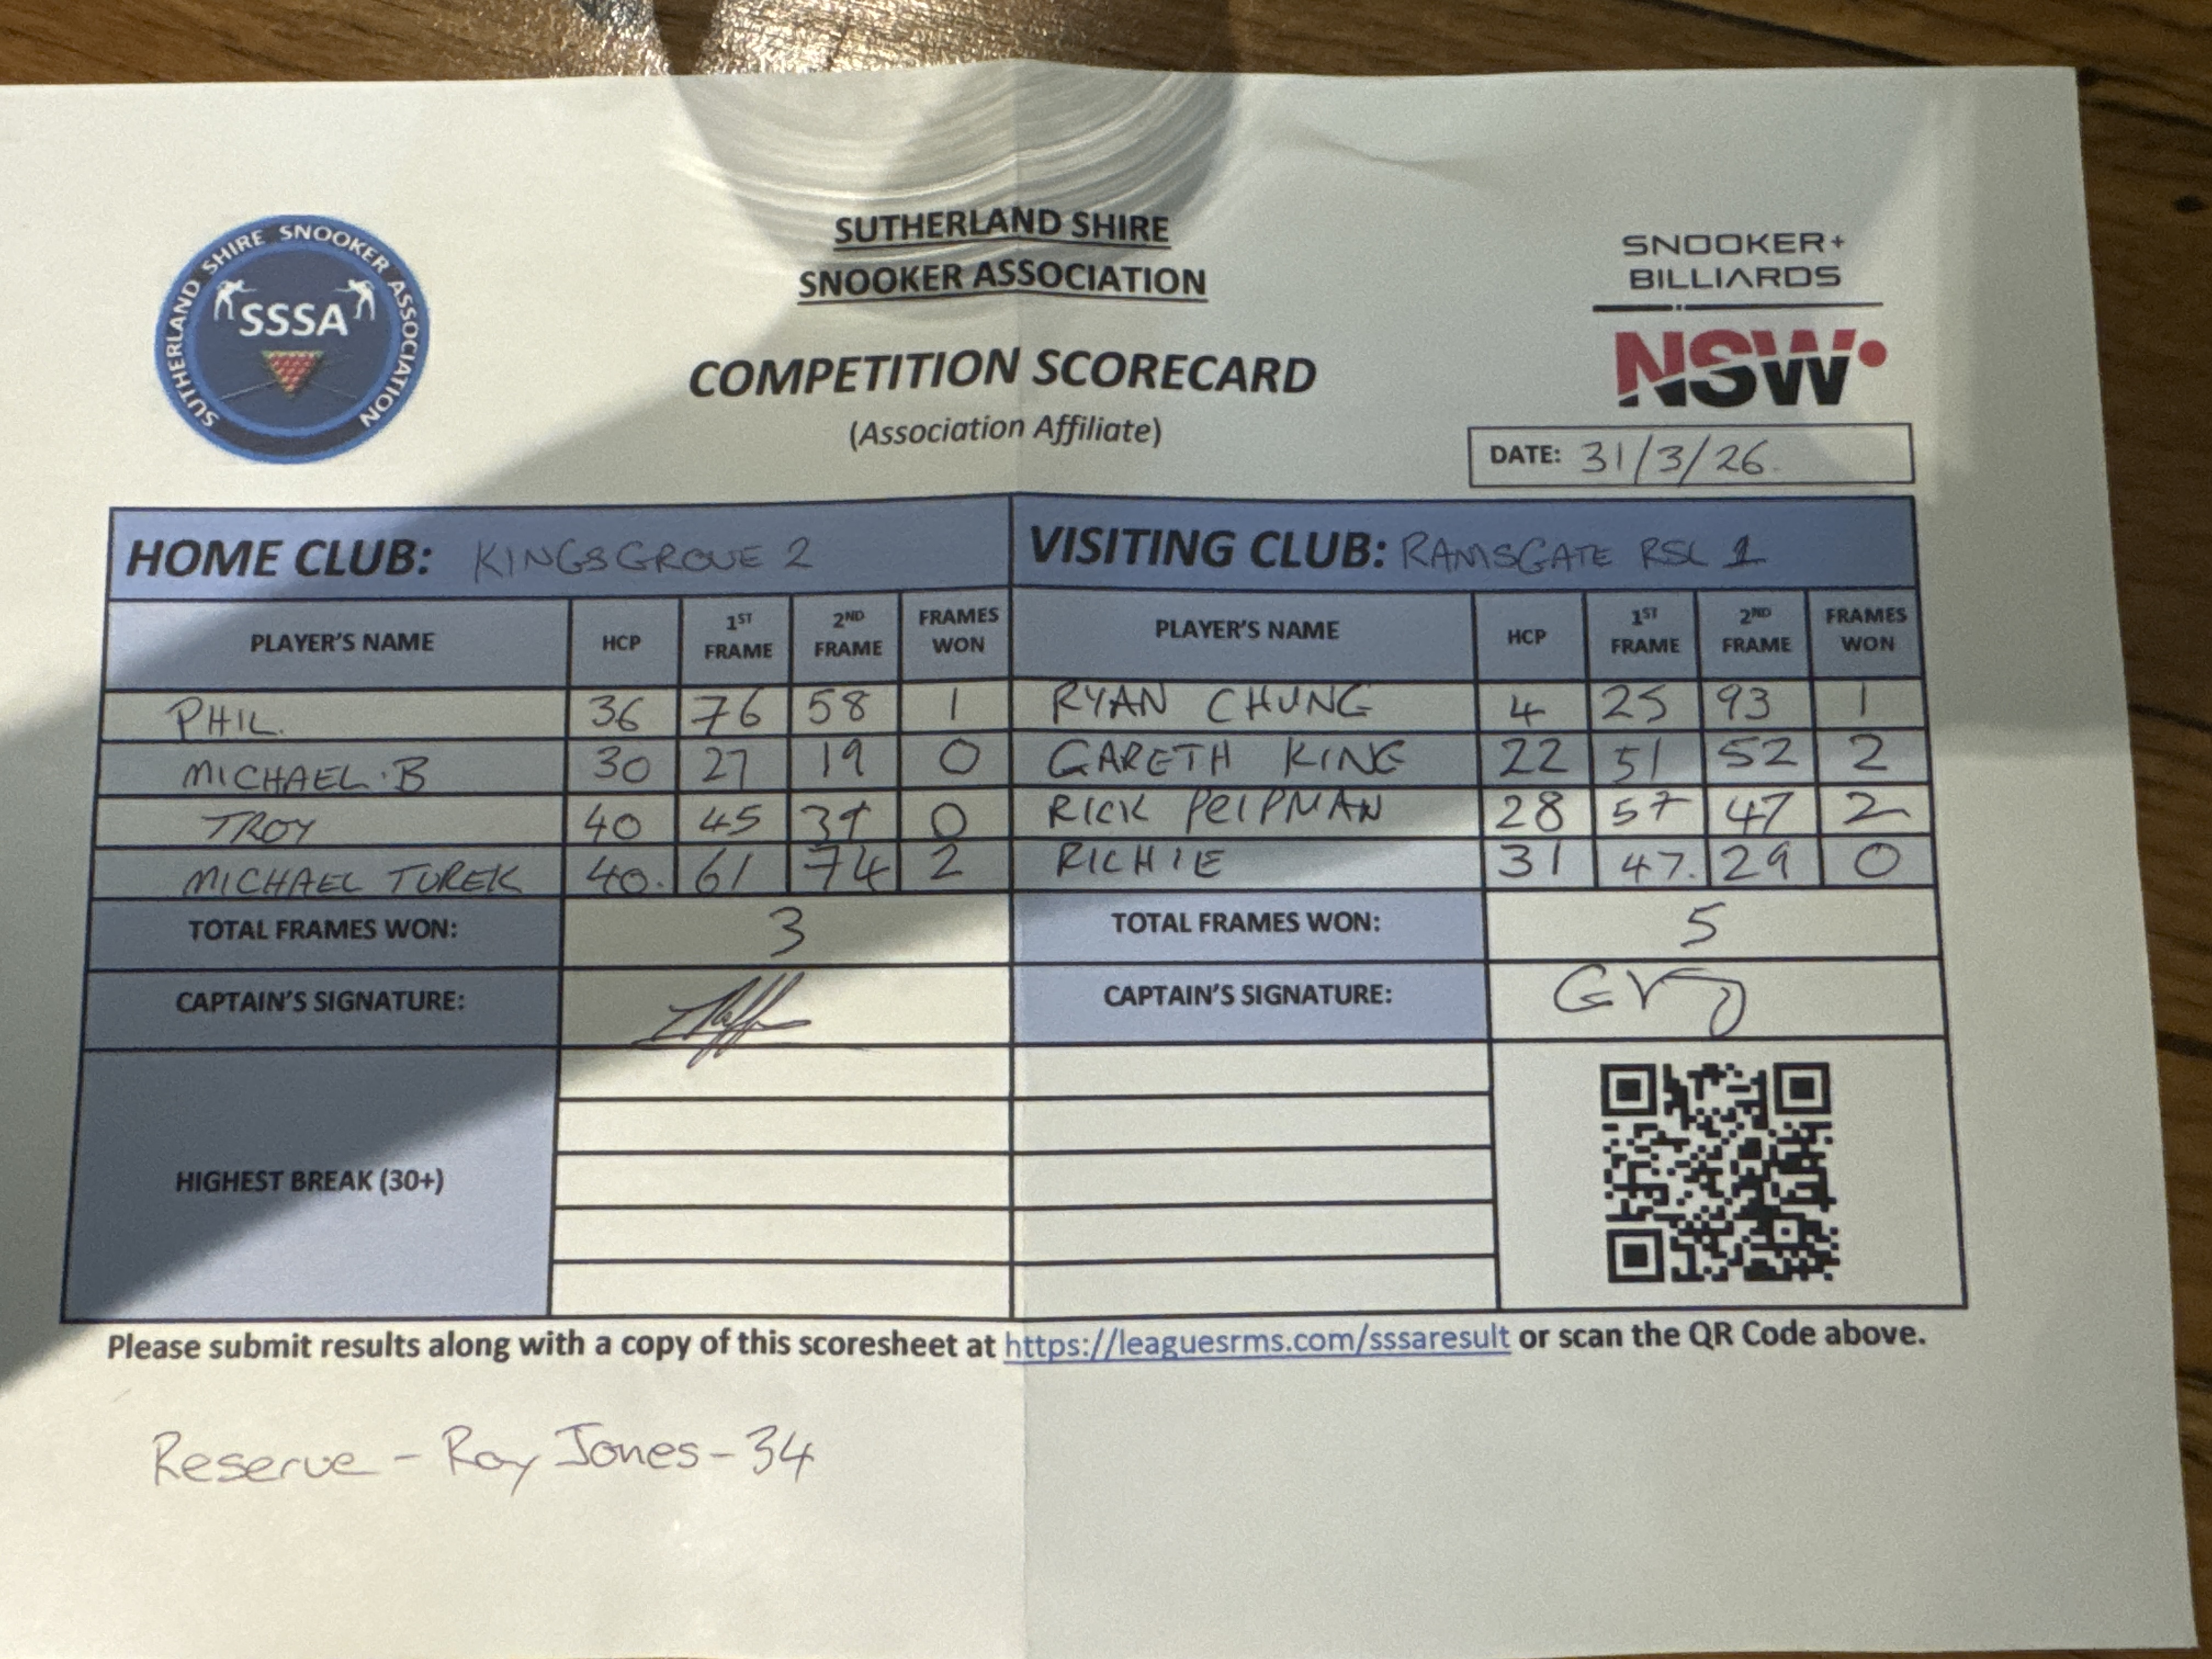 SUTHERLAND SHIRE SNOOKER ASSOCIATION
SSSA
SUTHERLAND SHIRE
SNOOKER ASSOCIATION
COMPETITION SCORECARD
(Association Affiliate)
SNOOKER+
BILLIARDS
NSW
DATE: 31/3/26.
HOME CLUB: KINGSGROVE 2 VISITING CLUB: RAMSGATE RSL 1
PLAYER'S NAME HCP 1ST FRAME 2ND FRAME FRAMES WON PLAYER'S NAME HCP 1ST FRAME 2ND FRAME FRAMES WON
PHIL. 36 76 58 1 RYAN CHUNG 4 25 93 1
MICHAEL.B 30 27 19 0 GARETH KING 22 51 52 2
TROY 40 45 0 RICK PEIPMAN 28 57 47 2
MICHAEL TUREK 40. 61 74 2 RICHIE 31 47. 29 0
TOTAL FRAMES WON: 3 TOTAL FRAMES WON: 5
CAPTAIN'S SIGNATURE: CAPTAIN'S SIGNATURE:
HIGHEST BREAK (30+)
Please submit results along with a copy of this scoresheet at https://leaguesrms.com/sssaresult or scan the QR Code above.
Reserve - Ray Jones - 34